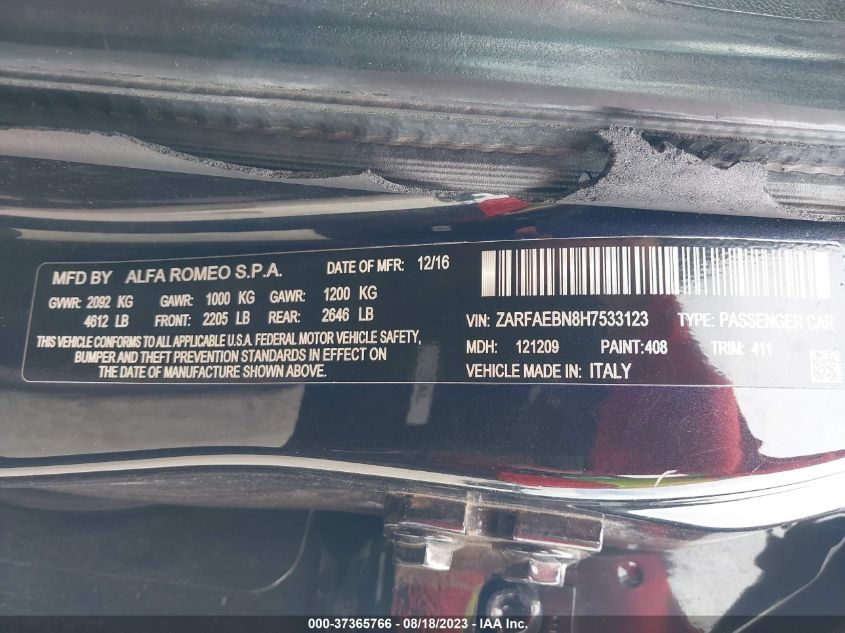 MFD BY ALFA ROMEO S.P.A. DATE OF MFR: 12/16
GVWR: 2092 KG GAWR: 1000 KG GAWR: 1200 KG
4612 LB FRONT: 2205 LB REAR: 2646 LB
THIS VEHICLE CONFORMS TO ALL APPLICABLE U.S.A. FEDERAL MOTOR VEHICLE SAFETY,
BUMPER AND THEFT PREVENTION STANDARDS IN EFFECT ON
THE DATE OF MANUFACTURE SHOWN ABOVE.
VIN: ZARFAEBN8H7533123 TYPE: PASSENGER CAR
MDH: 121209 PAINT: 408 TRIM: 411
VEHICLE MADE IN: ITALY
000-37365766 - 08/18/2023 - IAA Inc.